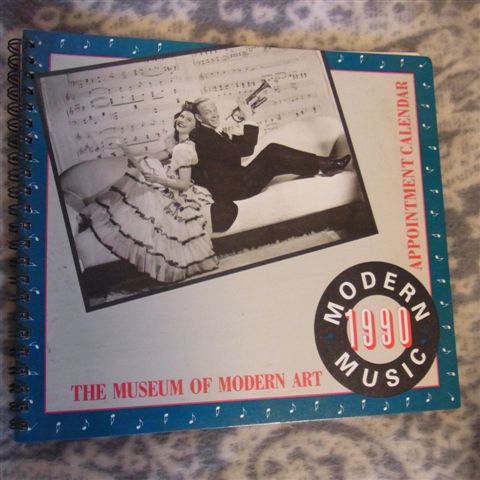 APPOINTMENT CALENDAR
MODERN
1990
MUSIC
THE MUSEUM OF MODERN ART